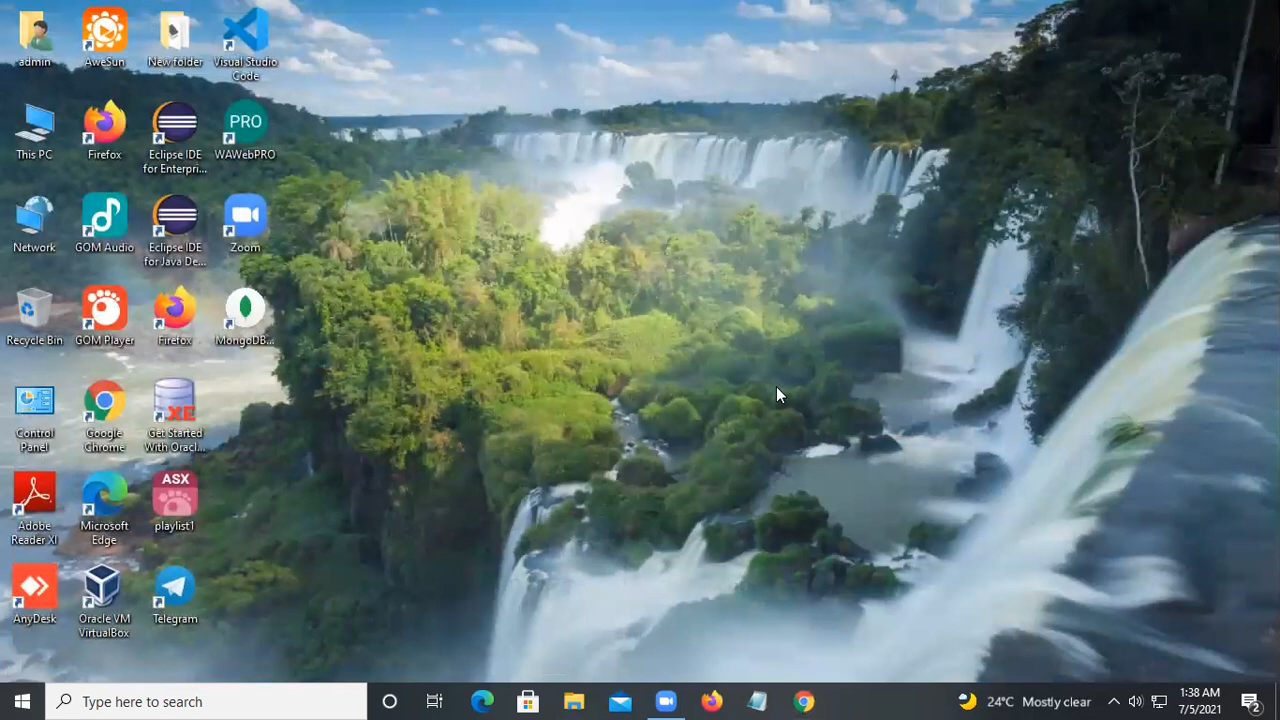 admin
AweSun
New folder
Visual Studio
Code
This PC
Firefox
Eclipse IDE
for Enterpri...
PRO
WAWebPRO
Network
GOM Audio
Eclipse IDE
for Java De...
Zoom
Recycle Bin
GOM Player
Firefox
MongoDB...
Control
Panel
Google
Chrome
XE
Get Started
With Oracl...
Adobe
Reader XI
Microsoft
Edge
ASX
playlist1
AnyDesk
Oracle VM
VirtualBox
Telegram
Type here to search
24°C Mostly clear
1:38 AM
7/5/2021
2